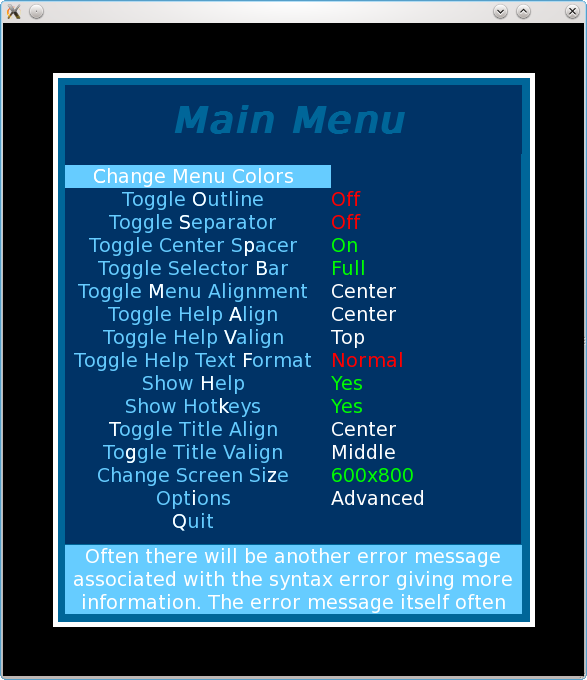 Main Menu
Change Menu Colors
Toggle Outline Off
Toggle Separator Off
Toggle Center Spacer On
Toggle Selector Bar Full
Toggle Menu Alignment Center
Toggle Help Align Center
Toggle Help Valign Top
Toggle Help Text Format Normal
Show Help Yes
Show Hotkeys Yes
Toggle Title Align Center
Toggle Title Valign Middle
Change Screen Size 600x800
Options Advanced
Quit
Often there will be another error message
associated with the syntax error giving more
information. The error message itself often